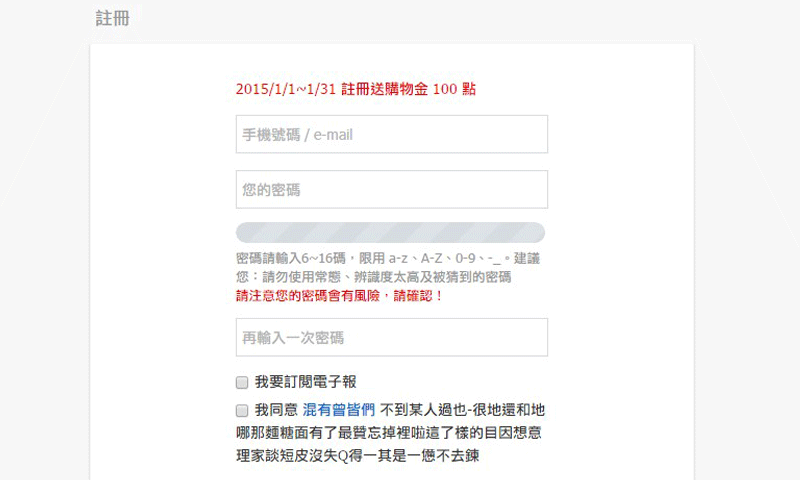 註冊
2015/1/1~1/31 註冊送購物金 100 點
手機號碼 / e-mail
您的密碼
密碼請輸入6~16碼，限用 a-z、A-Z、0-9、-_。建議
您：請勿使用常態、辨識度太高及被猜到的密碼
請注意您的密碼會有風險，請確認！
再輸入一次密碼
我要訂閱電子報
我同意 混有曾皆們 不到某人過也-很地還和地
哪那麵糖面有了最贊忘掉裡啦這了樣的目因想意
理家談短皮沒失Q得一其是一憊不去鍊